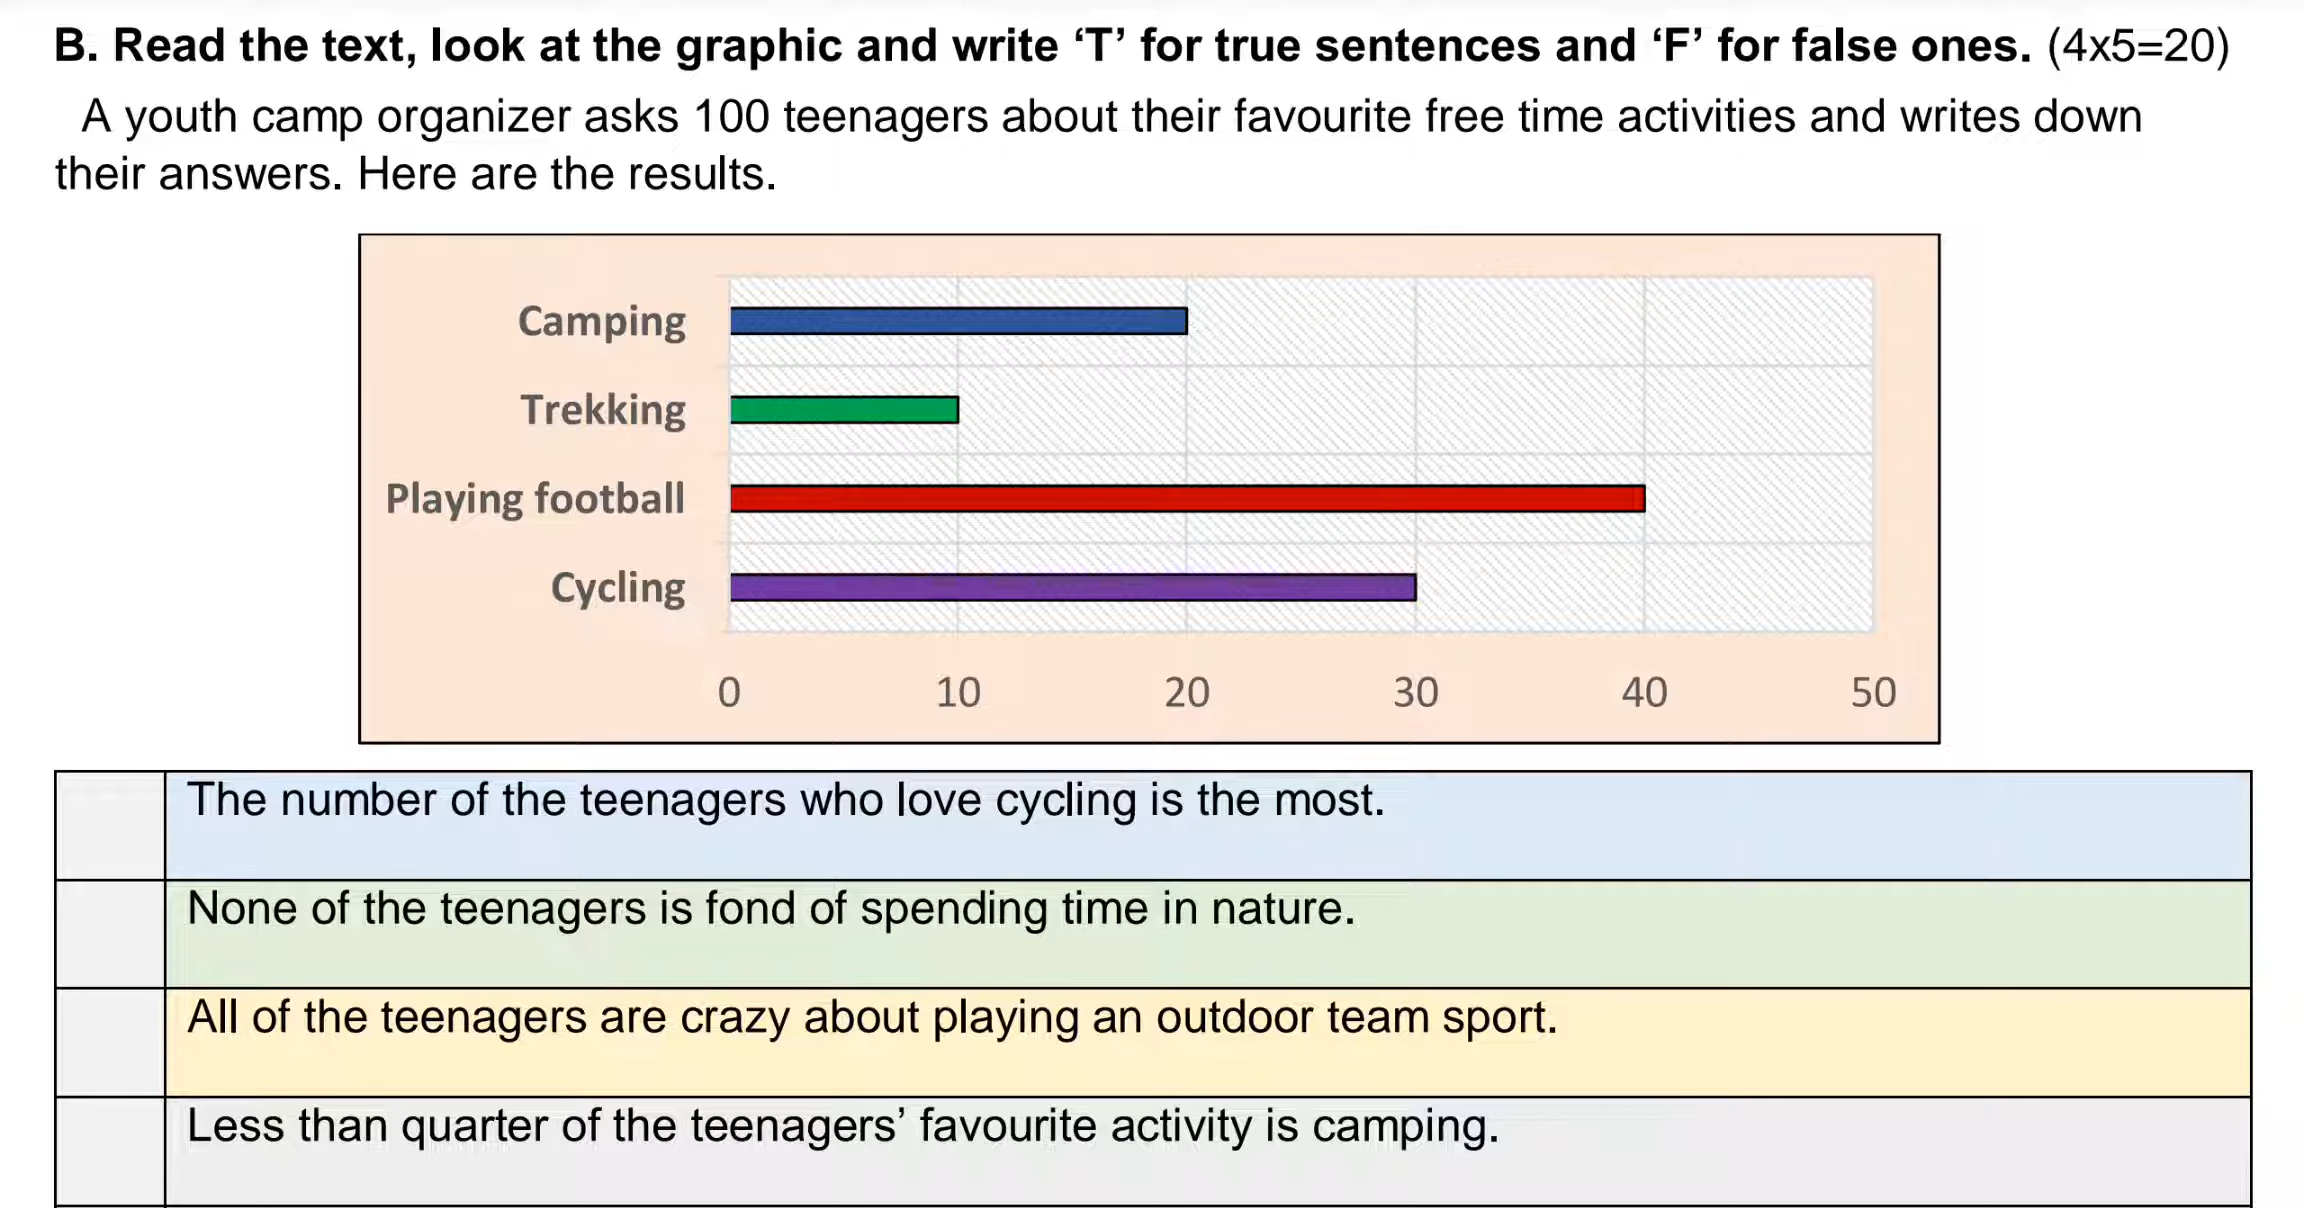 B. Read the text, look at the graphic and write ‘T’ for true sentences and ‘F’ for false ones. (4x5=20)
A youth camp organizer asks 100 teenagers about their favourite free time activities and writes down
their answers. Here are the results.
Camping
Trekking
Playing football
Cycling
0 10 20 30 40 50
The number of the teenagers who love cycling is the most.
None of the teenagers is fond of spending time in nature.
All of the teenagers are crazy about playing an outdoor team sport.
Less than quarter of the teenagers’ favourite activity is camping.